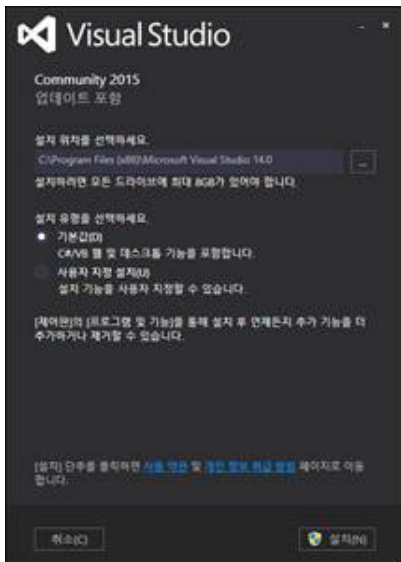 Visual Studio
Community 2015
업데이트 포함
설치 위치를 선택하세요.
C:\Program Files (x86)\Microsoft Visual Studio 14.0
...
설치하려면 모든 드라이브에 최대 8GB가 있어야 합니다.
설치 유형을 선택하세요.
기본값(D)
C#/VB 웹 및 데스크톱 기능을 포함합니다.
사용자 지정 설치(U)
설치 기능을 사용자 지정할 수 있습니다.
[제어판]의 [프로그램 및 기능]을 통해 설치 후 언제든지 추가 기능을 더
추가하거나 제거할 수 있습니다.
[설치] 단추를 클릭하면 사용 약관 및 개인 정보 취급 방침 페이지로 이동
합니다.
취소(C)
설치(N)